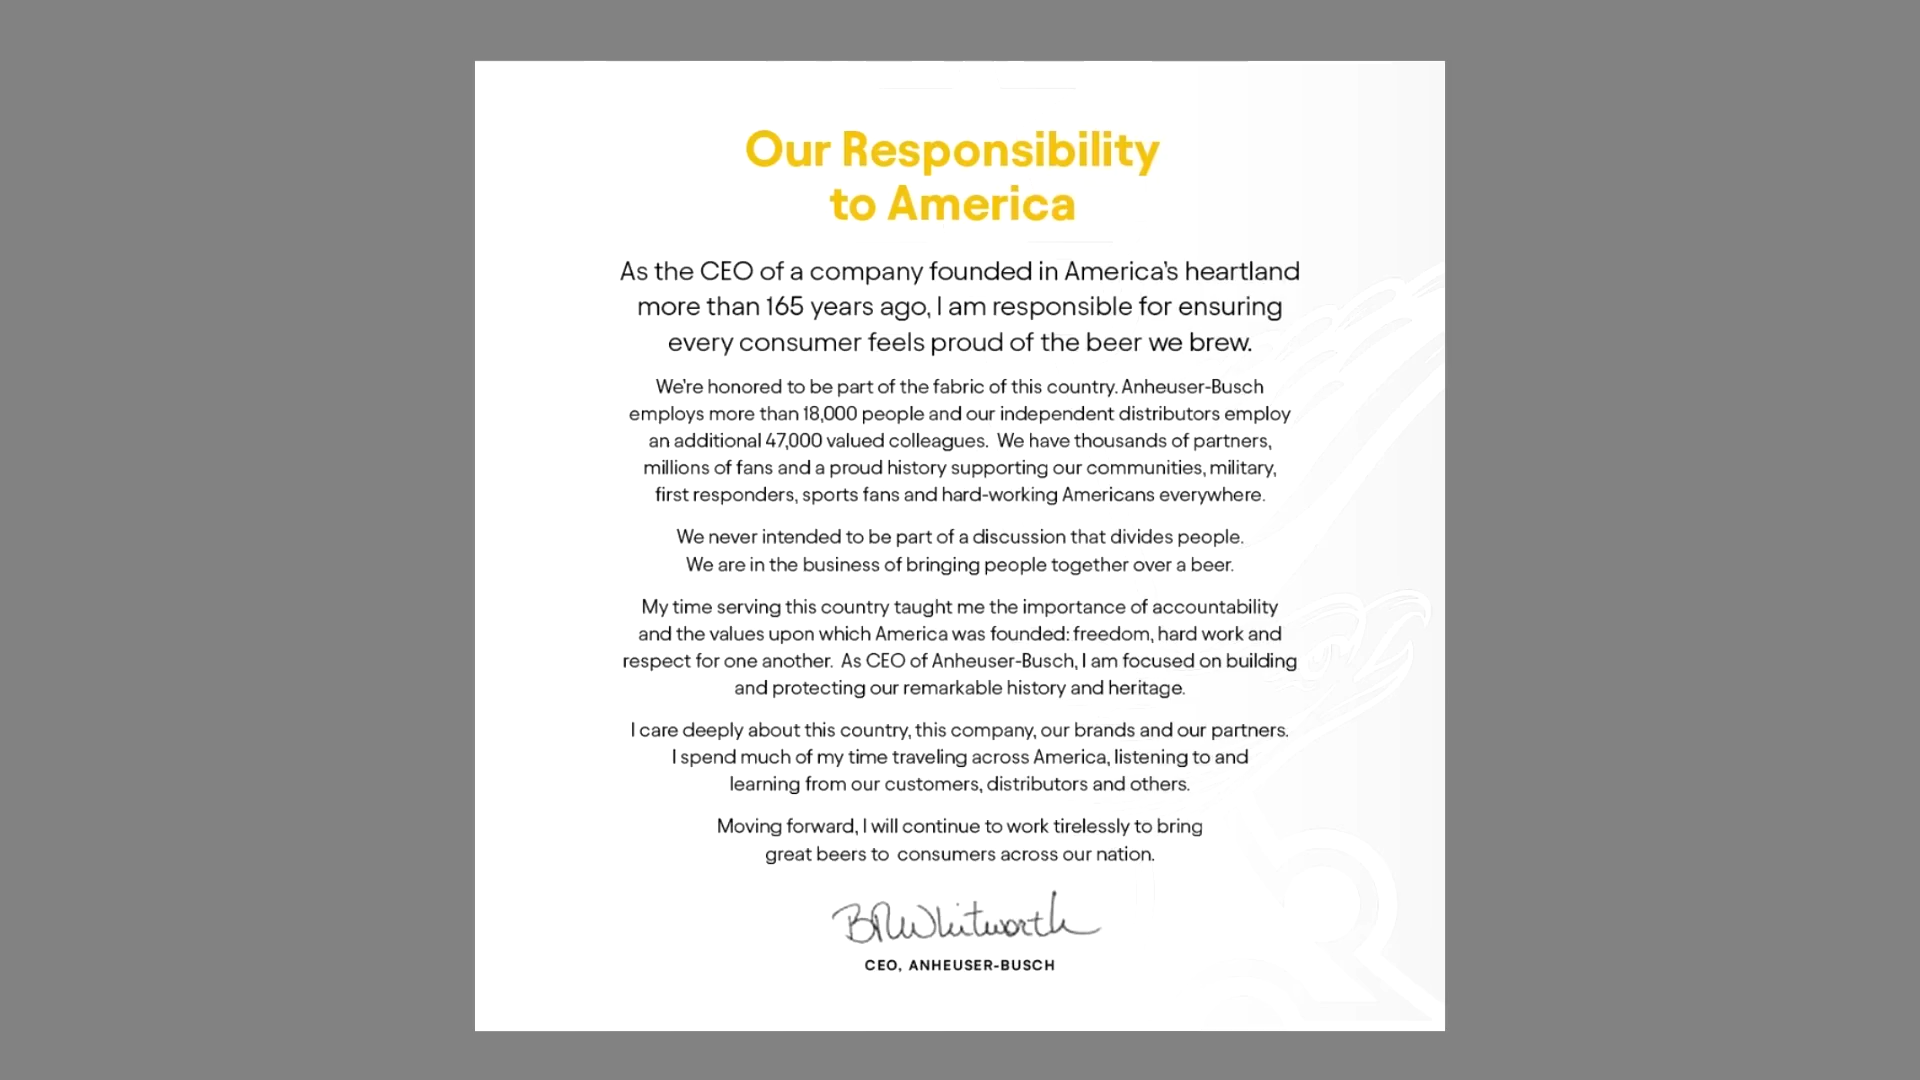 Our Responsibility
to America
As the CEO of a company founded in America's heartland
more than 165 years ago, I am responsible for ensuring
every consumer feels proud of the beer we brew.
We're honored to be part of the fabric of this country. Anheuser-Busch
employs more than 18,000 people and our independent distributors employ
an additional 47,000 valued colleagues. We have thousands of partners,
millions of fans and a proud history supporting our communities, military,
first responders, sports fans and hard-working Americans everywhere.
We never intended to be part of a discussion that divides people.
We are in the business of bringing people together over a beer.
My time serving this country taught me the importance of accountability
and the values upon which America was founded: freedom, hard work and
respect for one another. As CEO of Anheuser-Busch, I am focused on building
and protecting our remarkable history and heritage.
I care deeply about this country, this company, our brands and our partners.
I spend much of my time traveling across America, listening to and
learning from our customers, distributors and others.
Moving forward, I will continue to work tirelessly to bring
great beers to consumers across our nation.
BRWhitworth
CEO, ANHEUSER-BUSCH